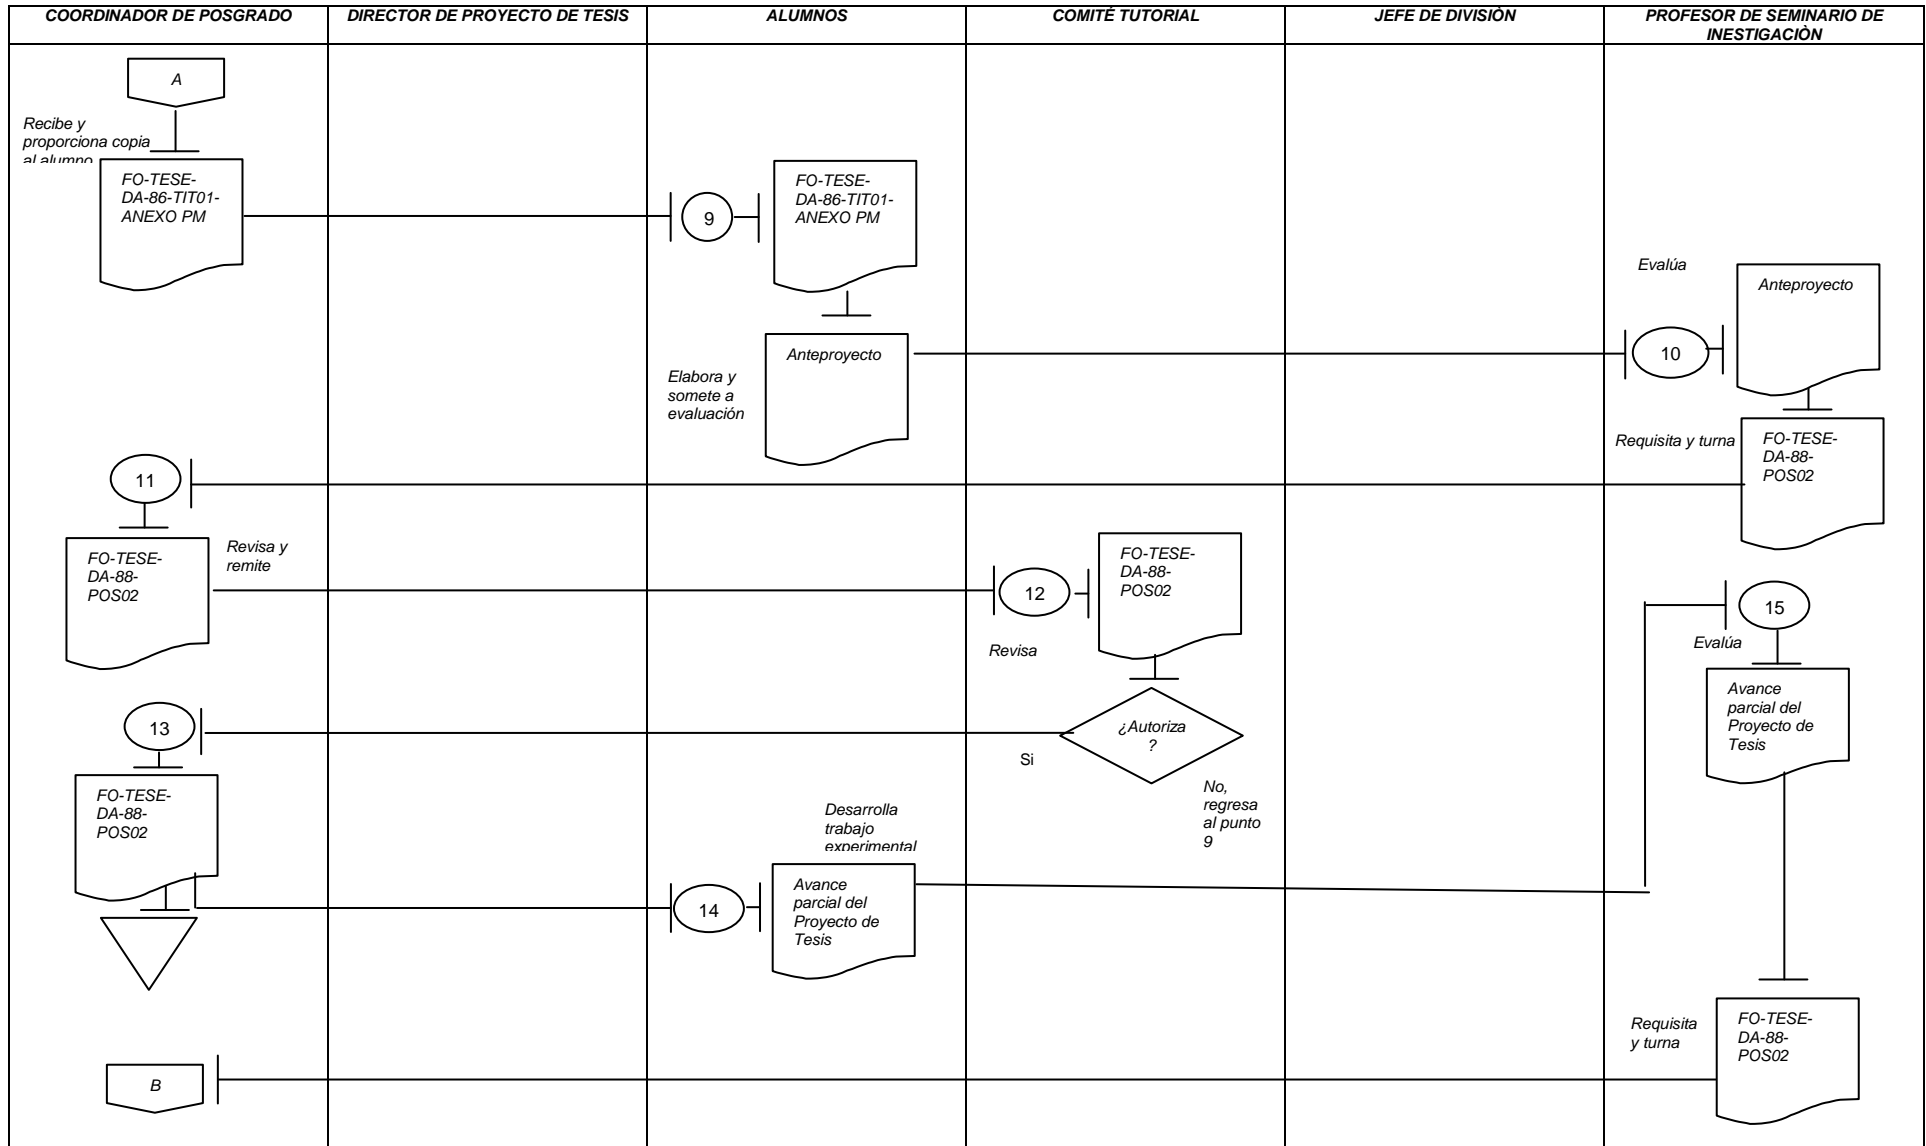 COORDINADOR DE POSGRADO
DIRECTOR DE PROYECTO DE TESIS
ALUMNOS
COMITÉ TUTORIAL
JEFE DE DIVISIÒN
PROFESOR DE SEMINARIO DE
INESTIGACIÒN
A
Recibe y
proporciona copia
al alumno
FO-TESE-
DA-86-TIT01-
ANEXO PM
9
FO-TESE-
DA-86-TIT01-
ANEXO PM
Evalúa
Anteproyecto
10
Anteproyecto
Elabora y
somete a
evaluación
Requisita y turna
FO-TESE-
DA-88-
POS02
11
FO-TESE-
DA-88-
POS02
Revisa y
remite
12
FO-TESE-
DA-88-
POS02
Revisa
15
Evalúa
Avance
parcial del
Proyecto de
Tesis
13
¿Autoriza
?
Si
No,
regresa
al punto
9
FO-TESE-
DA-88-
POS02
Desarrolla
trabajo
experimental
14
Avance
parcial del
Proyecto de
Tesis
Requisita
y turna
FO-TESE-
DA-88-
POS02
B